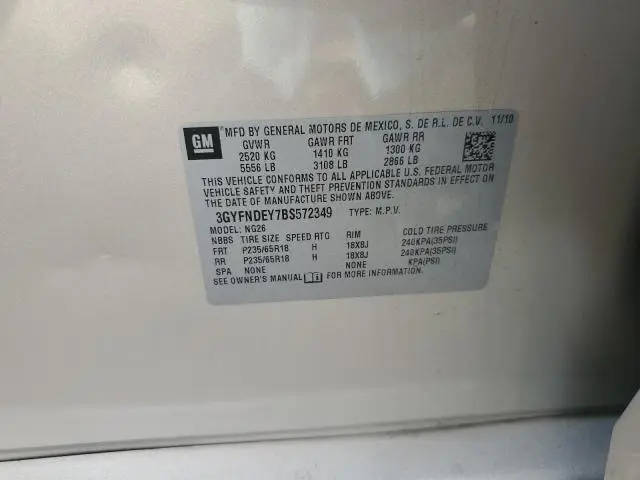 GM
MFD BY GENERAL MOTORS DE MEXICO, S. DE R.L. DE C.V. 11/10
GVWR GAWR FRT GAWR RR
2520 KG 1410 KG 1300 KG
5556 LB 3108 LB 2866 LB
THIS VEHICLE CONFORMS TO ALL APPLICABLE U.S. FEDERAL MOTOR
VEHICLE SAFETY AND THEFT PREVENTION STANDARDS IN EFFECT ON
THE DATE OF MANUFACTURE SHOWN ABOVE.
3GYFNDEY7BS572349 TYPE: M.P.V.
MODEL: NG26
NBBS TIRE SIZE SPEED RTG RIM COLD TIRE PRESSURE
FRT P235/65R18 H 18X8J 240KPA(35PSI)
RR P235/65R18 H 18X8J 240KPA(35PSI)
SPA NONE NONE KPA(PSI)
SEE OWNER'S MANUAL FOR MORE INFORMATION.